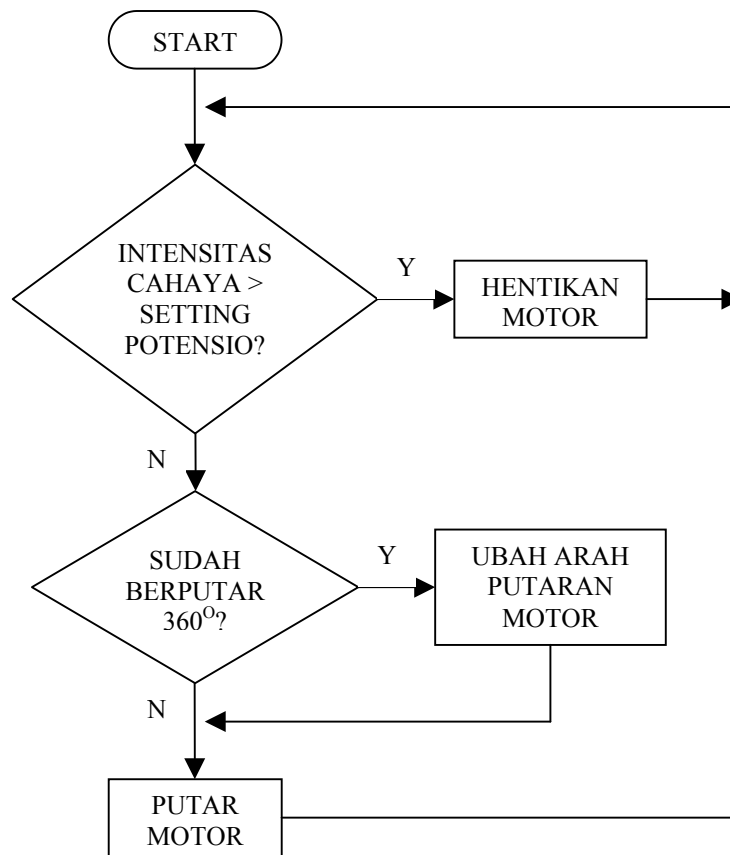 START
INTENSITAS
CAHAYA >
SETTING
POTENSIO?
Y
HENTIKAN
MOTOR
N
SUDAH
BERPUTAR
360^O?
Y
UBAH ARAH
PUTARAN
MOTOR
N
PUTAR
MOTOR